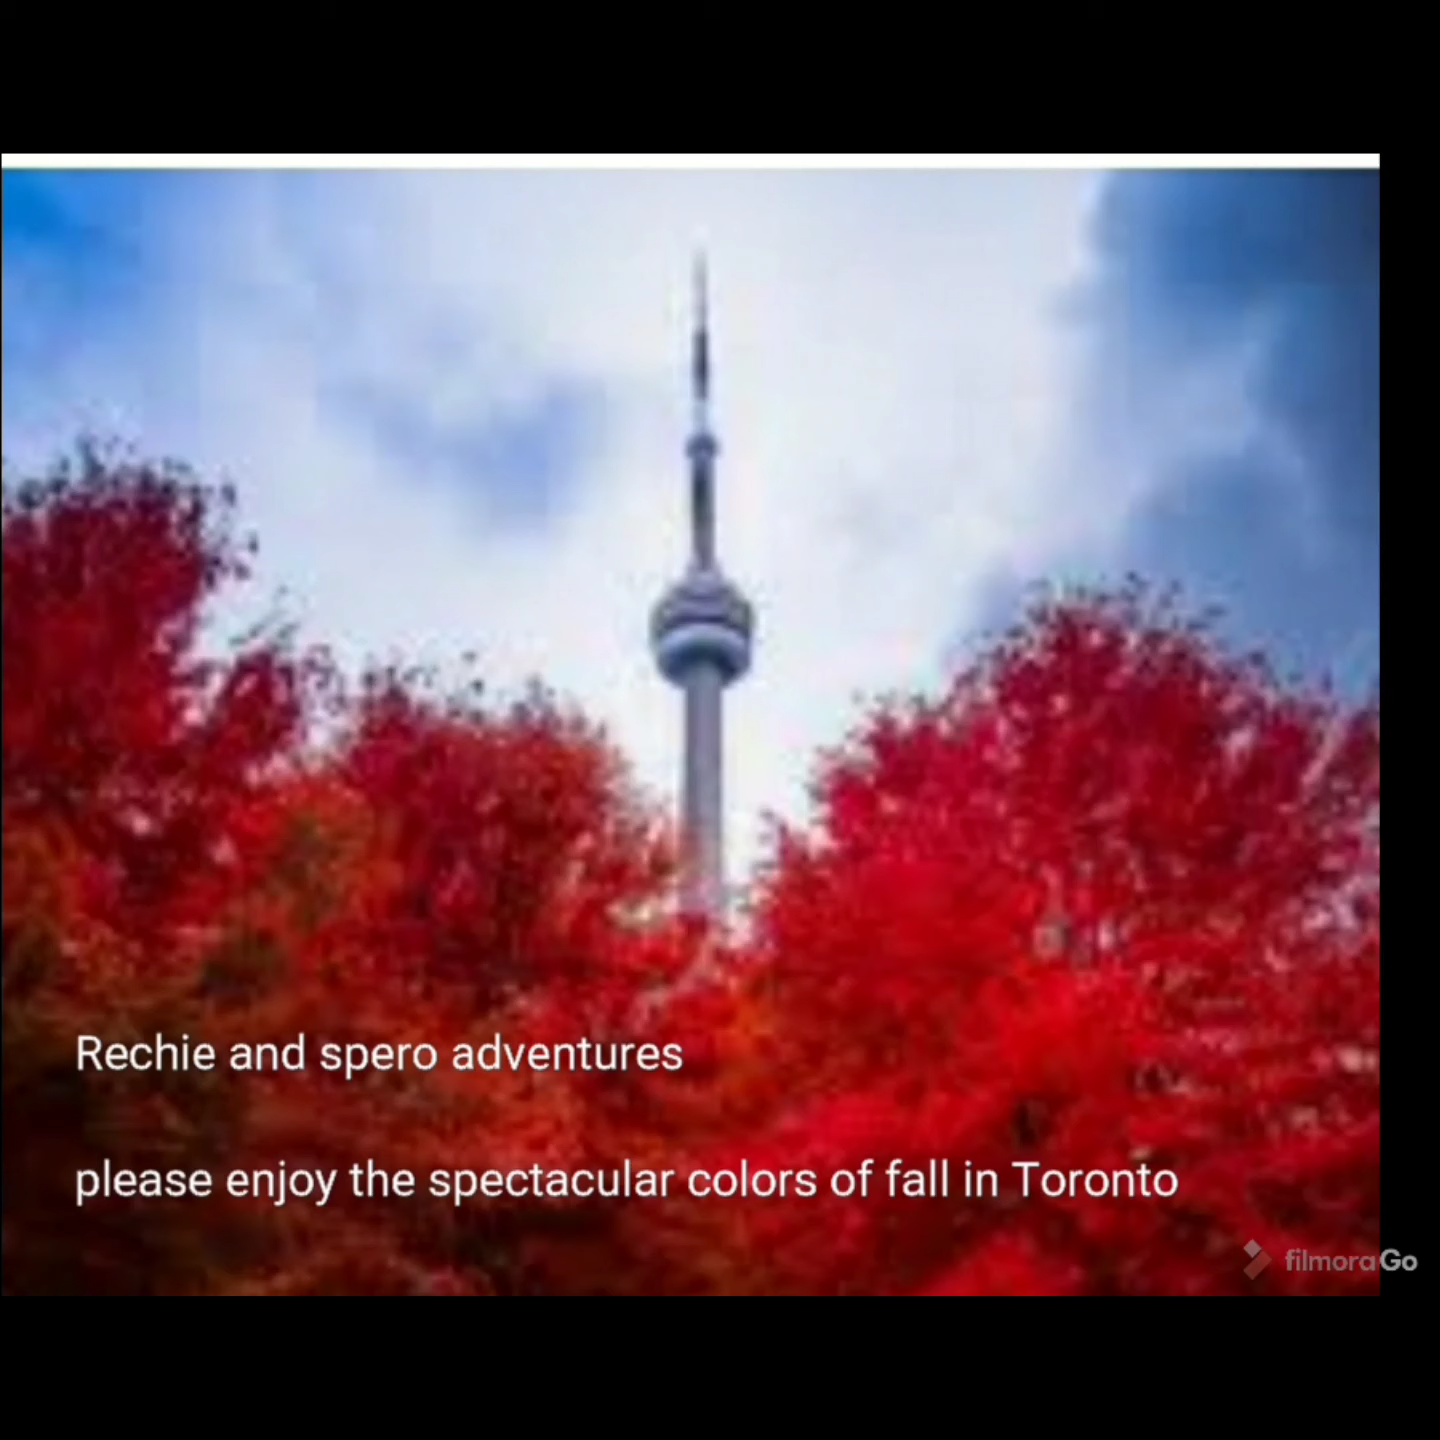 Rechie and spero adventures
please enjoy the spectacular colors of fall in Toronto
filmoraGo